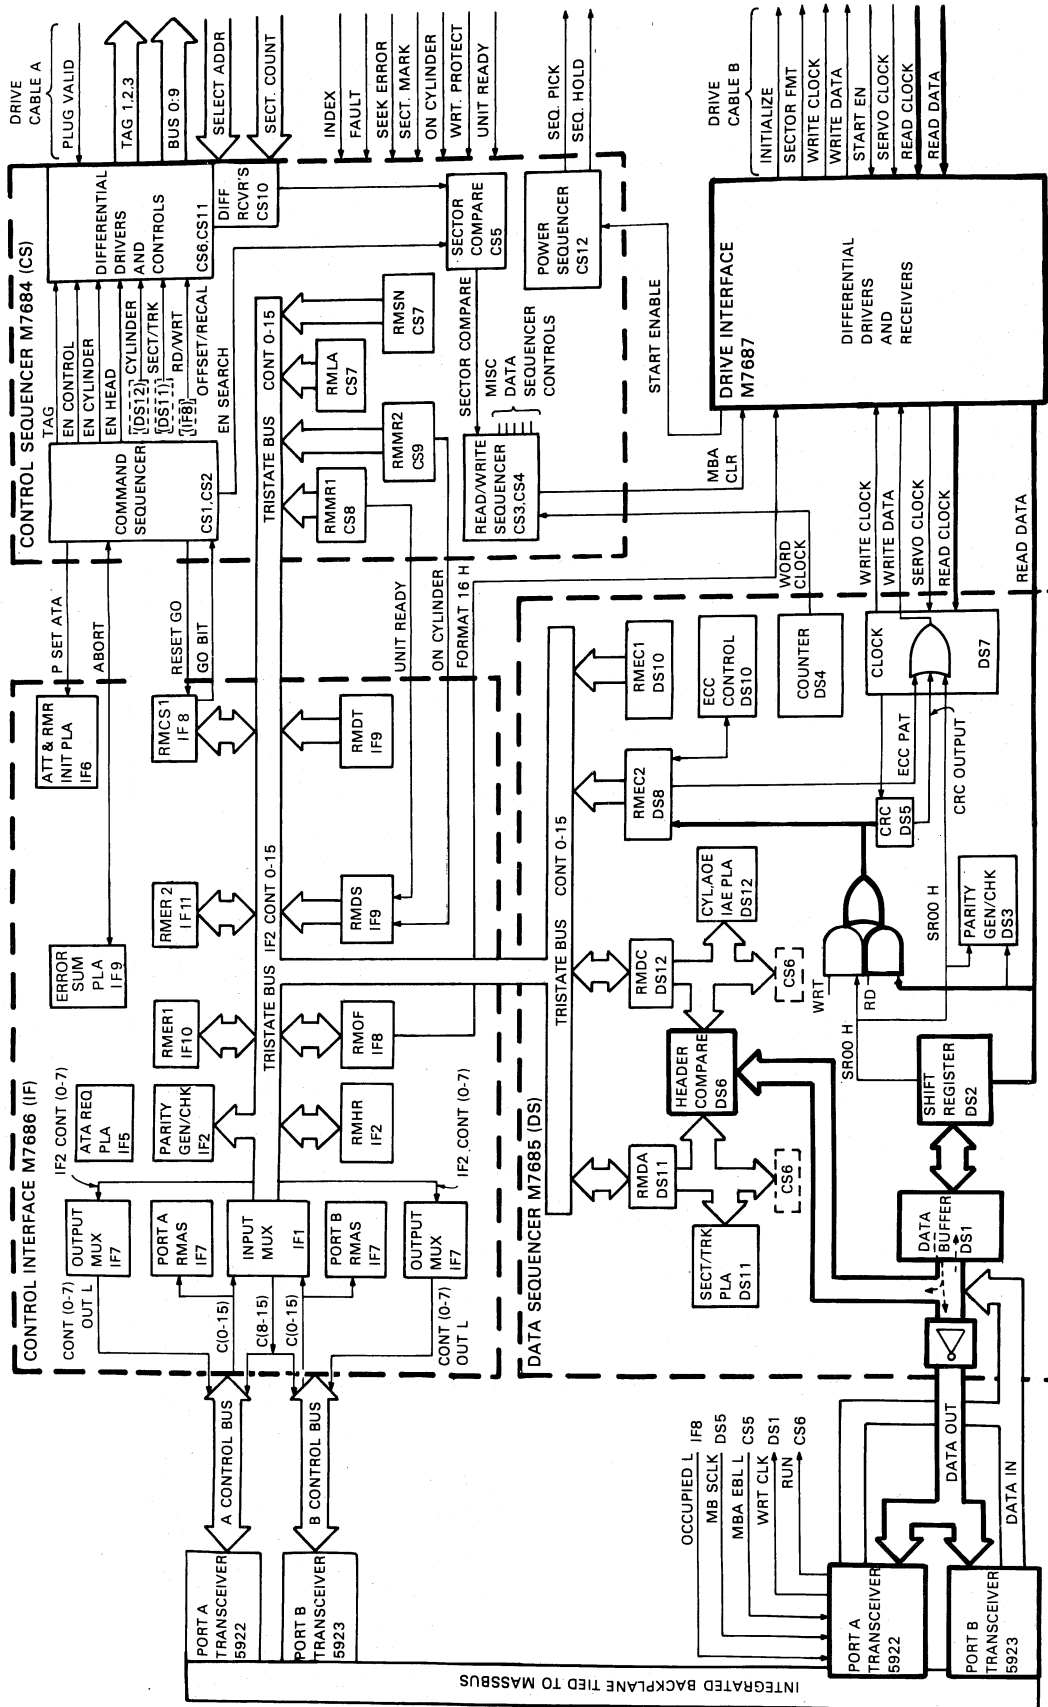 DRIVE
CABLE A
PLUG VALID
TAG 1,2,3
BUS 0:9
SELECT ADDR
SECT. COUNT
INDEX
FAULT
SEEK ERROR
SECT. MARK
ON CYLINDER
WRT. PROTECT
UNIT READY
SEQ. PICK
SEQ. HOLD
DRIVE
CABLE B
INITIALIZE
SECTOR FMT
WRITE CLOCK
WRITE DATA
START EN
SERVO CLOCK
READ CLOCK
READ DATA
CONTROL SEQUENCER M7684 (CS)
DIFFERENTIAL
DRIVERS
AND
CONTROLS
CS6,CS11
DIFF
RCVR'S
CS10
SECTOR
COMPARE
CS5
POWER
SEQUENCER
CS12
TAG
EN CONTROL
EN CYLINDER
EN HEAD
(DS12) CYLINDER
(DS11) SECT/TRK
(IF8) RD/WRT
OFFSET/RECAL
EN SEARCH
COMMAND
SEQUENCER
CS1,CS2
TRISTATE BUS CONT 0-15
RMSN
CS7
RMLA
CS7
RMMR2
CS9
RMMR1
CS8
SECTOR COMPARE
MISC
DATA
SEQUENCER
CONTROLS
READ/WRITE
SEQUENCER
CS3,CS4
START ENABLE
MBA
CLR
DRIVE INTERFACE
M7687
DIFFERENTIAL
DRIVERS
AND
RECEIVERS
P SET ATA
ABORT
RESET GO
GO BIT
UNIT READY
ON CYLINDER
FORMAT 16 H
WORD
CLOCK
WRITE CLOCK
WRITE DATA
SERVO CLOCK
READ CLOCK
READ DATA
CONTROL INTERFACE M7686 (IF)
ATT & RMR
INIT PLA
IF6
RMCS1
IF8
RMDT
IF9
ERROR
SUM
PLA
IF9
RMER2
IF11
RMDS
IF9
TRISTATE BUS IF2 CONT 0-15
RMER1
IF10
RMOF
IF8
ATA REQ
PLA
IF5
PARITY
GEN/CHK
IF2
RMHR
IF2
IF2 CONT (0-7)
IF2 CONT (0-7)
OUTPUT
MUX
IF7
PORT A
RMAS
IF7
INPUT
MUX
IF1
PORT B
RMAS
IF7
OUTPUT
MUX
IF7
CONT (0-7)
OUT L
C(0-15)
C(8-15)
C(0-15)
CONT (0-7)
OUT L
A CONTROL BUS
B CONTROL BUS
PORT A
TRANSCEIVER
5922
PORT B
TRANSCEIVER
5923
DATA SEQUENCER M7685 (DS)
TRISTATE BUS CONT 0-15
RMEC1
DS10
ECC
CONTROL
DS10
COUNTER
DS4
CLOCK
DS7
RMEC2
DS8
ECC PAT
CRC OUTPUT
CRC
DS5
CYL,AOE
IAE PLA
DS12
RMDC
DS12
CS6
HEADER
COMPARE
DS6
RMDA
DS11
CS6
SECT/TRK
PLA
DS11
WRT
RD
SR00 H
SR00 H
PARITY
GEN/CHK
DS3
SHIFT
REGISTER
DS2
DATA
BUFFER
DS1
OCCUPIED L IF8
MB SCLK DS5
MBA EBL L CS5
WRT CLK DS1
RUN CS6
DATA OUT
DATA IN
PORT A
TRANSCEIVER
5922
PORT B
TRANSCEIVER
5923
INTEGRATED BACKPLANE TIED TO MASSBUS